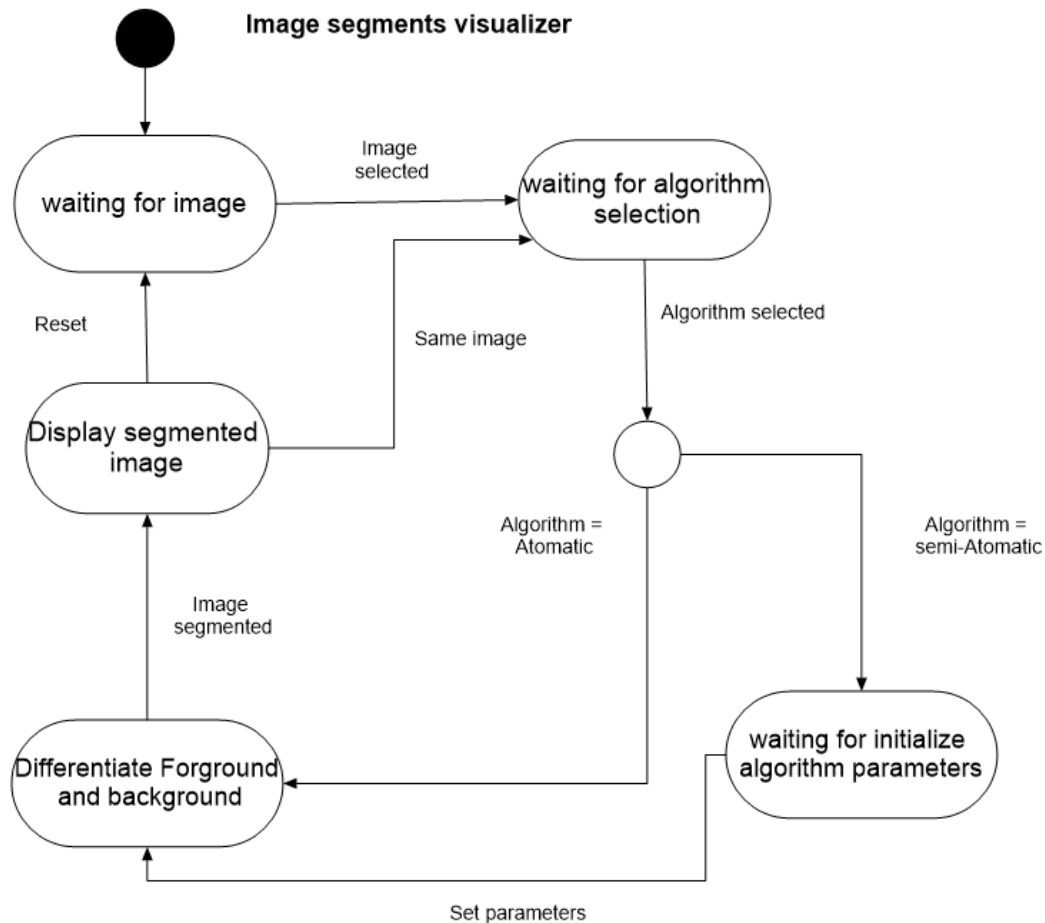 Image segments visualizer
waiting for image
Image
selected
waiting for algorithm
selection
Reset
Same image
Algorithm selected
Display segmented
image
Algorithm =
Atomatic
Algorithm =
semi-Atomatic
Image
segmented
Differentiate Forground
and background
waiting for initialize
algorithm parameters
Set parameters